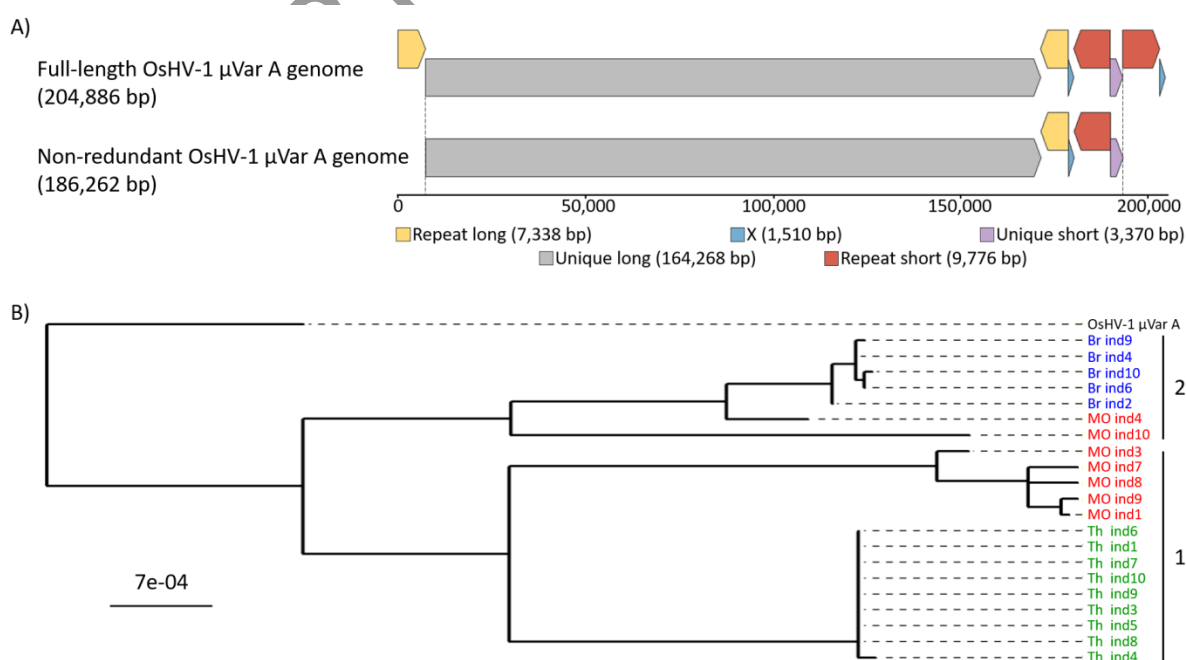 A)
Full-length OsHV-1 µVar A genome
(204,886 bp)
Non-redundant OsHV-1 µVar A genome
(186,262 bp)
0 50,000 100,000 150,000 200,000
Repeat long (7,338 bp) X (1,510 bp) Unique short (3,370 bp)
Unique long (164,268 bp) Repeat short (9,776 bp)
B)
OsHV-1 µVar A
Br ind9
Br ind4
Br ind10
Br ind6
Br ind2
MO ind4
MO ind10
2
MO ind3
MO ind7
MO ind8
MO ind9
MO ind1
Th ind6
Th ind1
Th ind7
Th ind10
Th ind9
Th ind3
Th ind5
Th ind8
Th ind4
1
7e-04